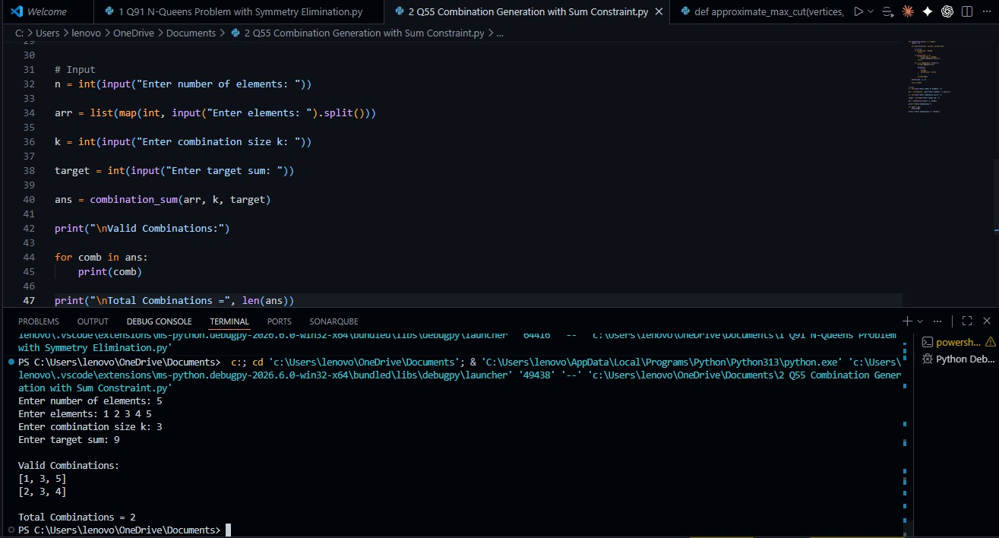 Welcome
1 Q91 N-Queens Problem with Symmetry Elimination.py
2 Q55 Combination Generation with Sum Constraint.py
def approximate_max_cut(vertices,
C: > Users > lenovo > OneDrive > Documents > 2 Q55 Combination Generation with Sum Constraint.py > ...
29
30
31 # Input
32 n = int(input("Enter number of elements: "))
33
34 arr = list(map(int, input("Enter elements: ").split()))
35
36 k = int(input("Enter combination size k: "))
37
38 target = int(input("Enter target sum: "))
39
40 ans = combination_sum(arr, k, target)
41
42 print("\nValid Combinations:")
43
44 for comb in ans:
45 print(comb)
46
47 print("\nTotal Combinations =", len(ans))
PROBLEMS OUTPUT DEBUG CONSOLE TERMINAL PORTS SONARQUBE
lenovo\.vscode\extensions\ms-python.debugpy-2026.6.0-win32-x64\bundled\libs\debugpy\launcher' '64416' '--' 'c:\Users\lenovo\OneDrive\Documents\1 Q91 N-Queens Problem
with Symmetry Elimination.py'
PS C:\Users\lenovo\OneDrive\Documents> c:; cd 'c:\Users\lenovo\OneDrive\Documents'; & 'C:\Users\lenovo\AppData\Local\Programs\Python\Python313\python.exe' 'c:\Users\
lenovo\.vscode\extensions\ms-python.debugpy-2026.6.0-win32-x64\bundled\libs\debugpy\launcher' '49438' '--' 'c:\Users\lenovo\OneDrive\Documents\2 Q55 Combination Gener
ation with Sum Constraint.py'
Enter number of elements: 5
Enter elements: 1 2 3 4 5
Enter combination size k: 3
Enter target sum: 9
Valid Combinations:
[1, 3, 5]
[2, 3, 4]
Total Combinations = 2
PS C:\Users\lenovo\OneDrive\Documents>
powersh...
Python Deb...